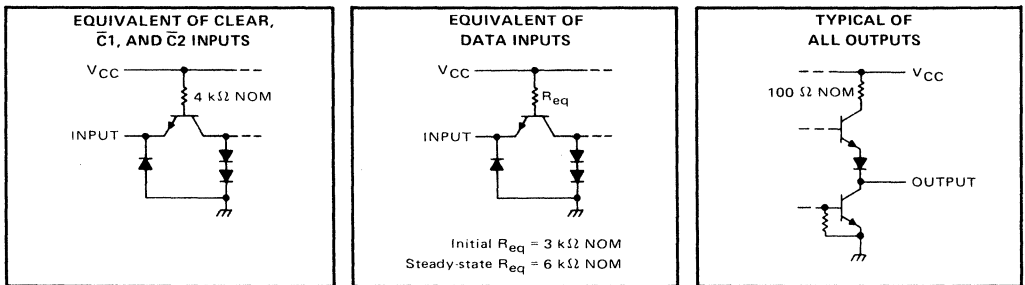 EQUIVALENT OF CLEAR,
C̅1, AND C̅2 INPUTS
VCC
4 kΩ NOM
INPUT
EQUIVALENT OF
DATA INPUTS
VCC
Req
INPUT
Initial Req = 3 kΩ NOM
Steady-state Req = 6 kΩ NOM
TYPICAL OF
ALL OUTPUTS
VCC
100 Ω NOM
OUTPUT